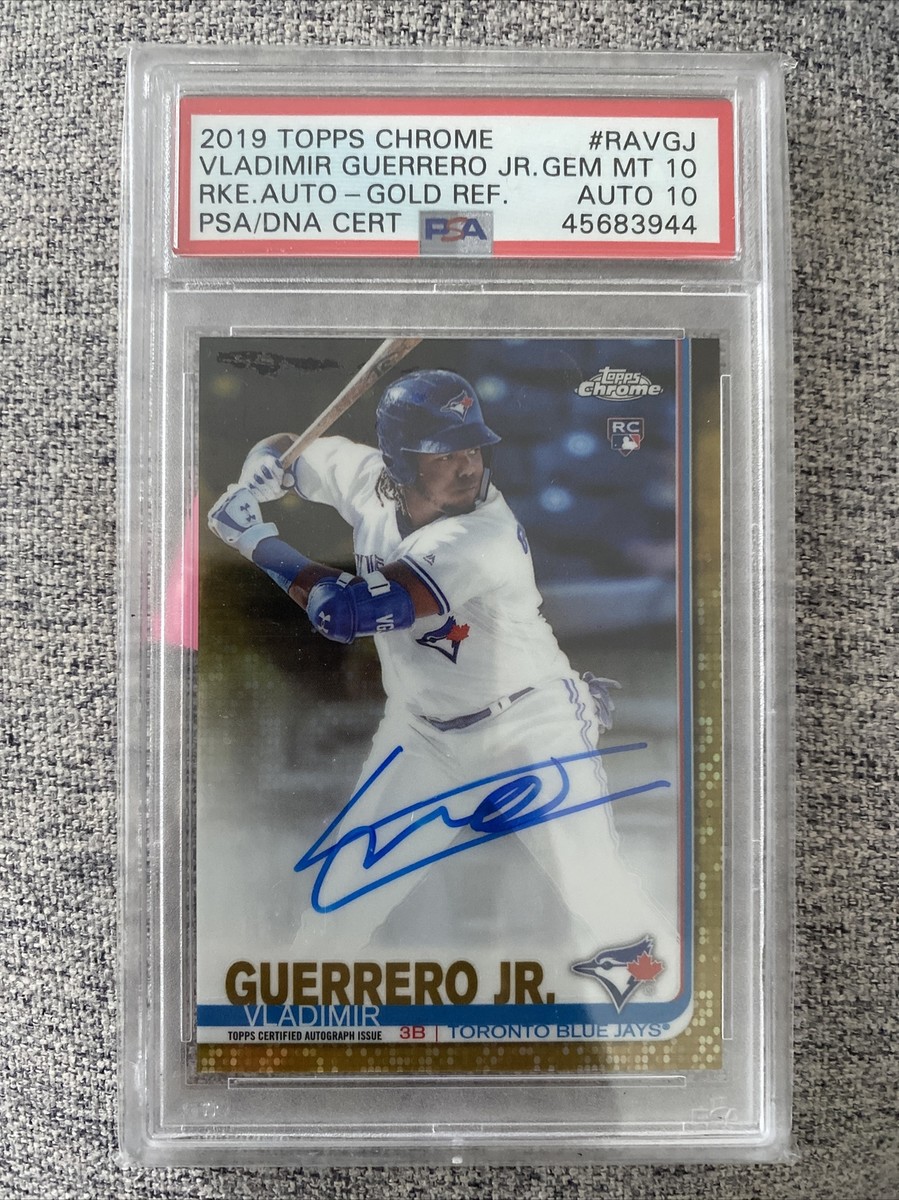 2019 TOPPS CHROME #RAVGJ
VLADIMIR GUERRERO JR. GEM MT 10
RKE.AUTO – GOLD REF. AUTO 10
PSA/DNA CERT PSA 45683944
topps
Chrome
RC
VG
GUERRERO JR.
VLADIMIR
TOPPS CERTIFIED AUTOGRAPH ISSUE 3B | TORONTO BLUE JAYS®